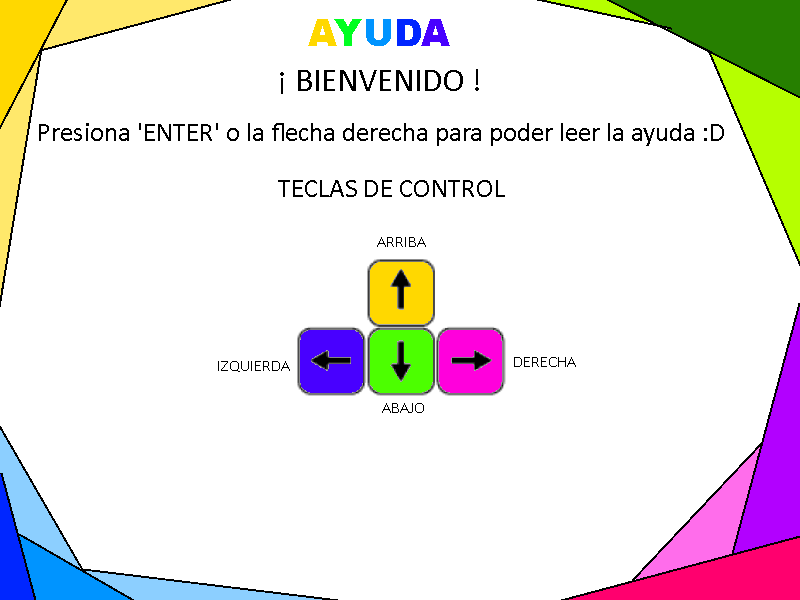 AYUDA
¡ BIENVENIDO !
Presiona 'ENTER' o la flecha derecha para poder leer la ayuda :D
TECLAS DE CONTROL
ARRIBA
IZQUIERDA
DERECHA
ABAJO